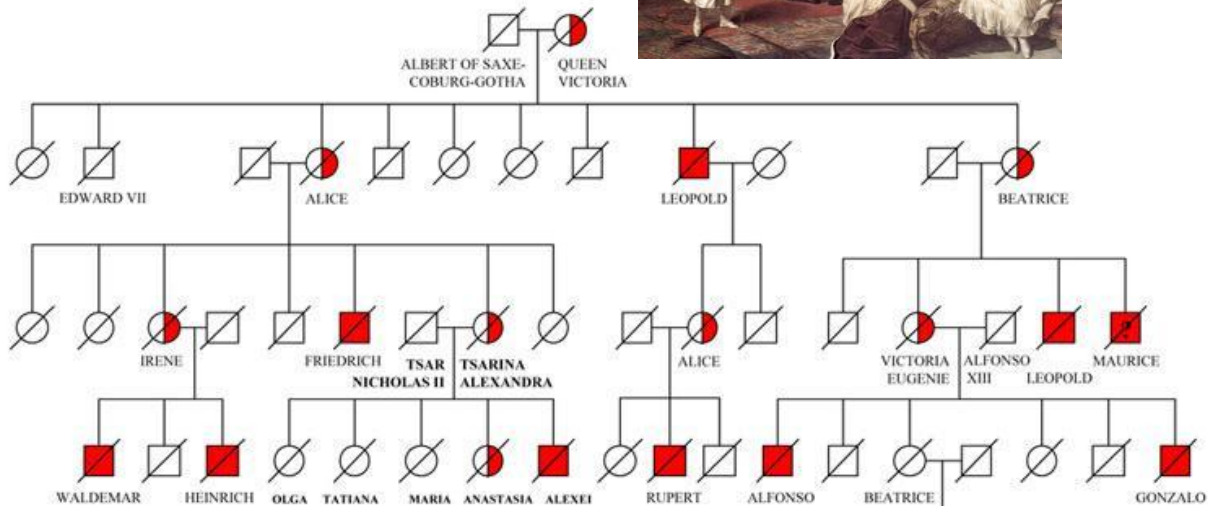 ALBERT OF SAXE-
COBURG-GOTHA
QUEEN
VICTORIA
EDWARD VII
ALICE
LEOPOLD
BEATRICE
IRENE
FRIEDRICH
TSAR
NICHOLAS II
TSARINA
ALEXANDRA
ALICE
VICTORIA
EUGENIE
ALFONSO
XIII
LEOPOLD
MAURICE
WALDEMAR
HEINRICH
OLGA
TATIANA
MARIA
ANASTASIA
ALEXEI
RUPERT
ALFONSO
BEATRICE
GONZALO